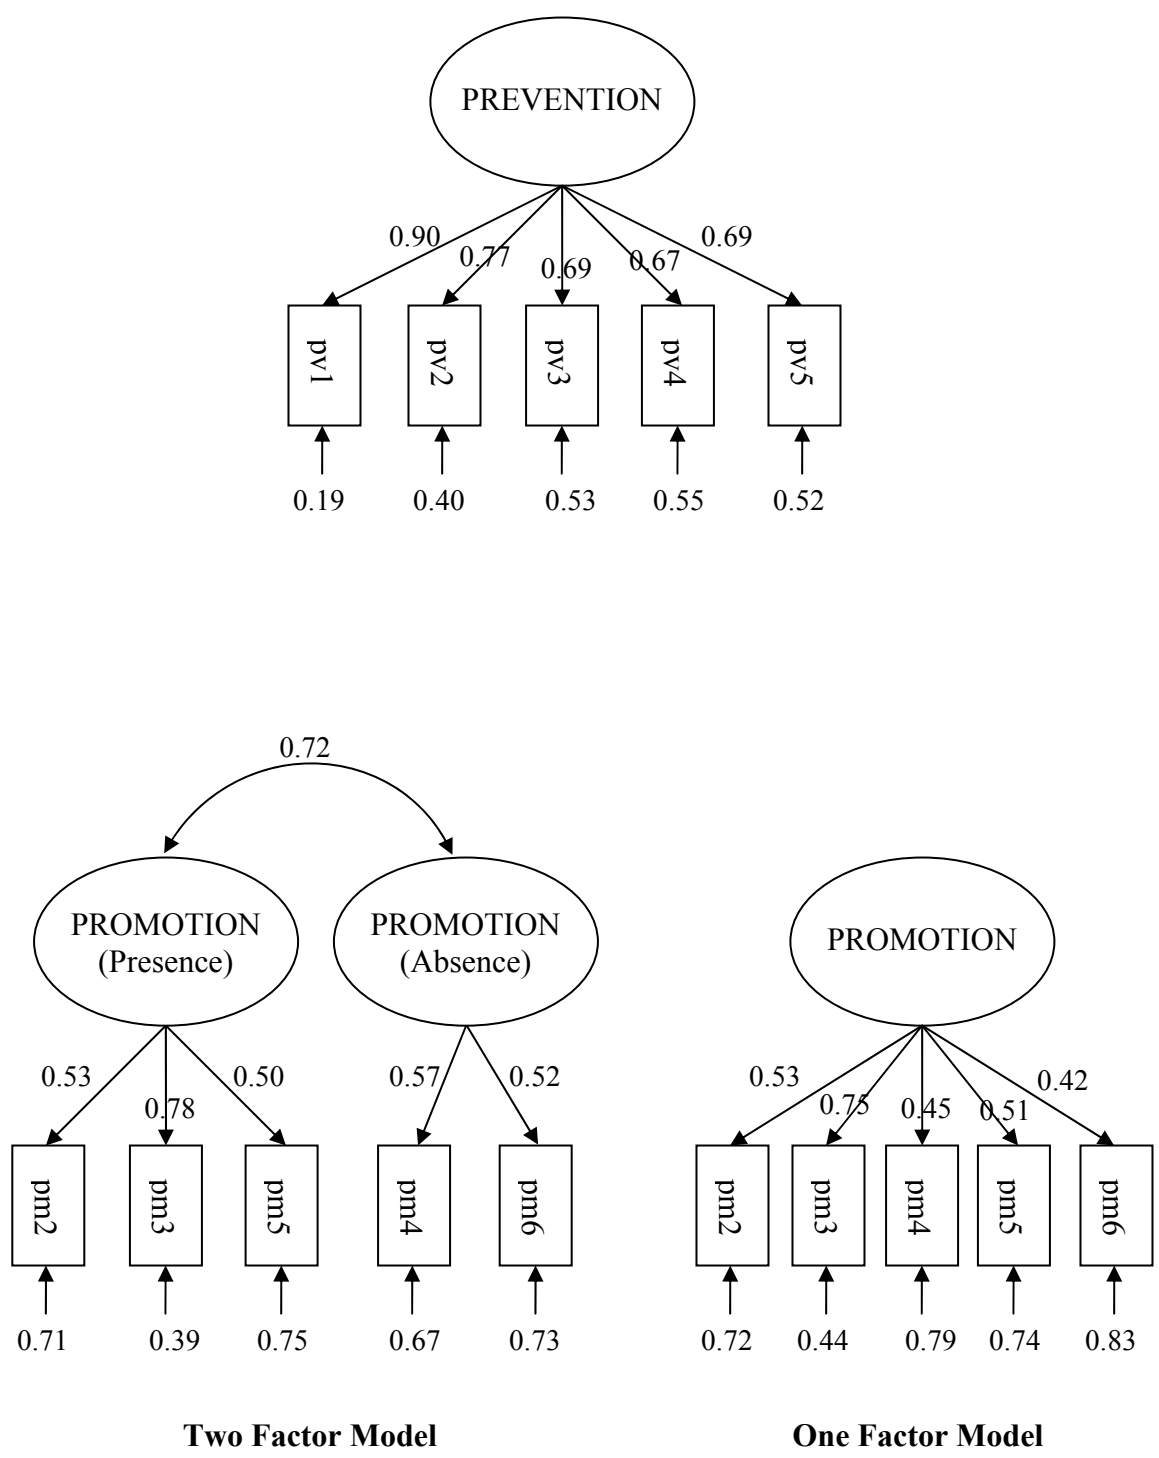 PREVENTION
0.90
0.77
0.69
0.67
0.69
pv1
pv2
pv3
pv4
pv5
0.19
0.40
0.53
0.55
0.52
0.72
PROMOTION
(Presence)
PROMOTION
(Absence)
0.53
0.78
0.50
0.57
0.52
pm2
pm3
pm5
pm4
pm6
0.71
0.39
0.75
0.67
0.73
Two Factor Model
PROMOTION
0.53
0.75
0.45
0.51
0.42
pm2
pm3
pm4
pm5
pm6
0.72
0.44
0.79
0.74
0.83
One Factor Model